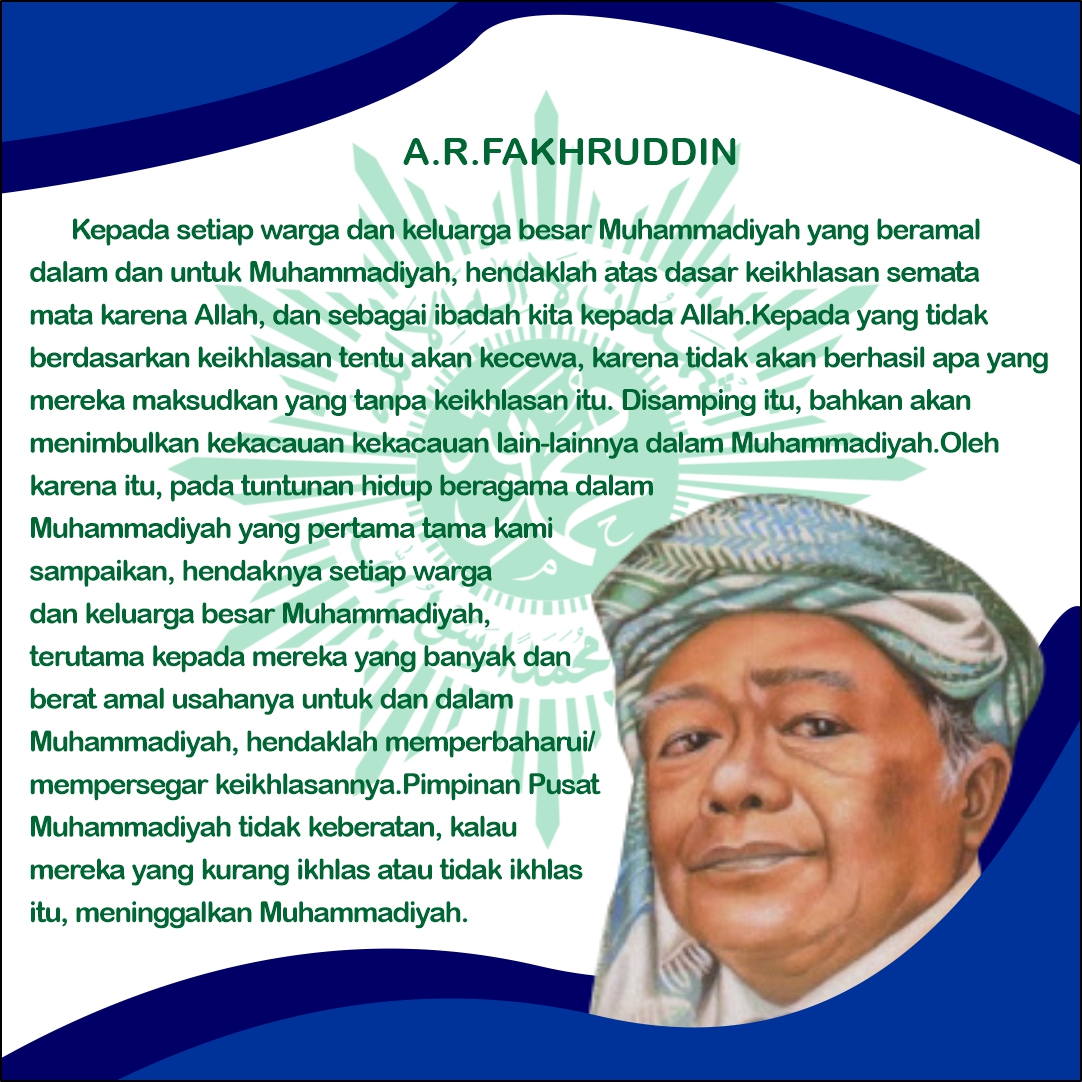 A.R.FAKHRUDDIN
Kepada setiap warga dan keluarga besar Muhammadiyah yang beramal
dalam dan untuk Muhammadiyah, hendaklah atas dasar keikhlasan semata
mata karena Allah, dan sebagai ibadah kita kepada Allah.Kepada yang tidak
berdasarkan keikhlasan tentu akan kecewa, karena tidak akan berhasil apa yang
mereka maksudkan yang tanpa keikhlasan itu. Disamping itu, bahkan akan
menimbulkan kekacauan kekacauan lain-lainnya dalam Muhammadiyah.Oleh
karena itu, pada tuntunan hidup beragama dalam
Muhammadiyah yang pertama tama kami
sampaikan, hendaknya setiap warga
dan keluarga besar Muhammadiyah,
terutama kepada mereka yang banyak dan
berat amal usahanya untuk dan dalam
Muhammadiyah, hendaklah memperbaharui/
mempersegar keikhlasannya.Pimpinan Pusat
Muhammadiyah tidak keberatan, kalau
mereka yang kurang ikhlas atau tidak ikhlas
itu, meninggalkan Muhammadiyah.